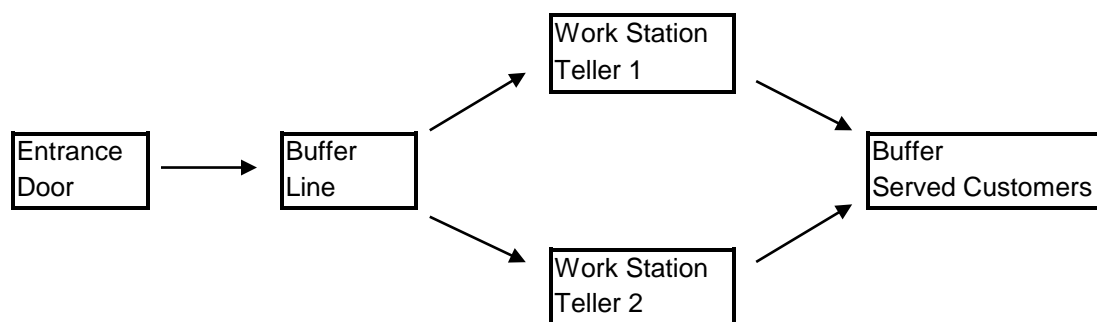 Work Station
Teller 1
Entrance
Door
Buffer
Line
Buffer
Served Customers
Work Station
Teller 2